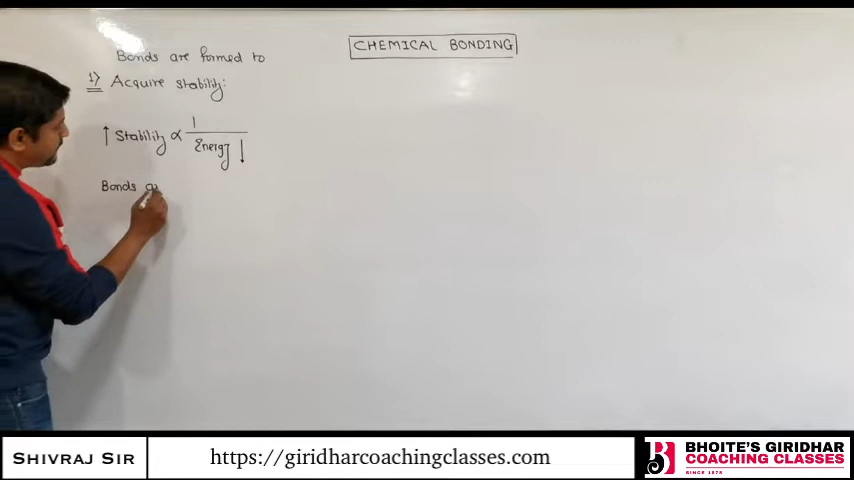 CHEMICAL BONDING
Bonds are formed to
1) Acquire stability:
↑ Stability ∝ 1
Energy ↓
Bonds
SHIVRAJ SIR
https://giridharcoachingclasses.com
BHOITE'S GIRIDHAR
COACHING CLASSES